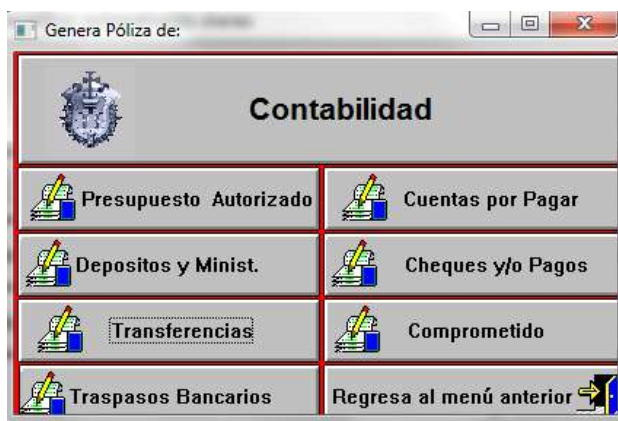 Genera Póliza de:
Contabilidad
Presupuesto Autorizado
Cuentas por Pagar
Depositos y Minist.
Cheques y/o Pagos
Transferencias
Comprometido
Traspasos Bancarios
Regresa al menú anterior